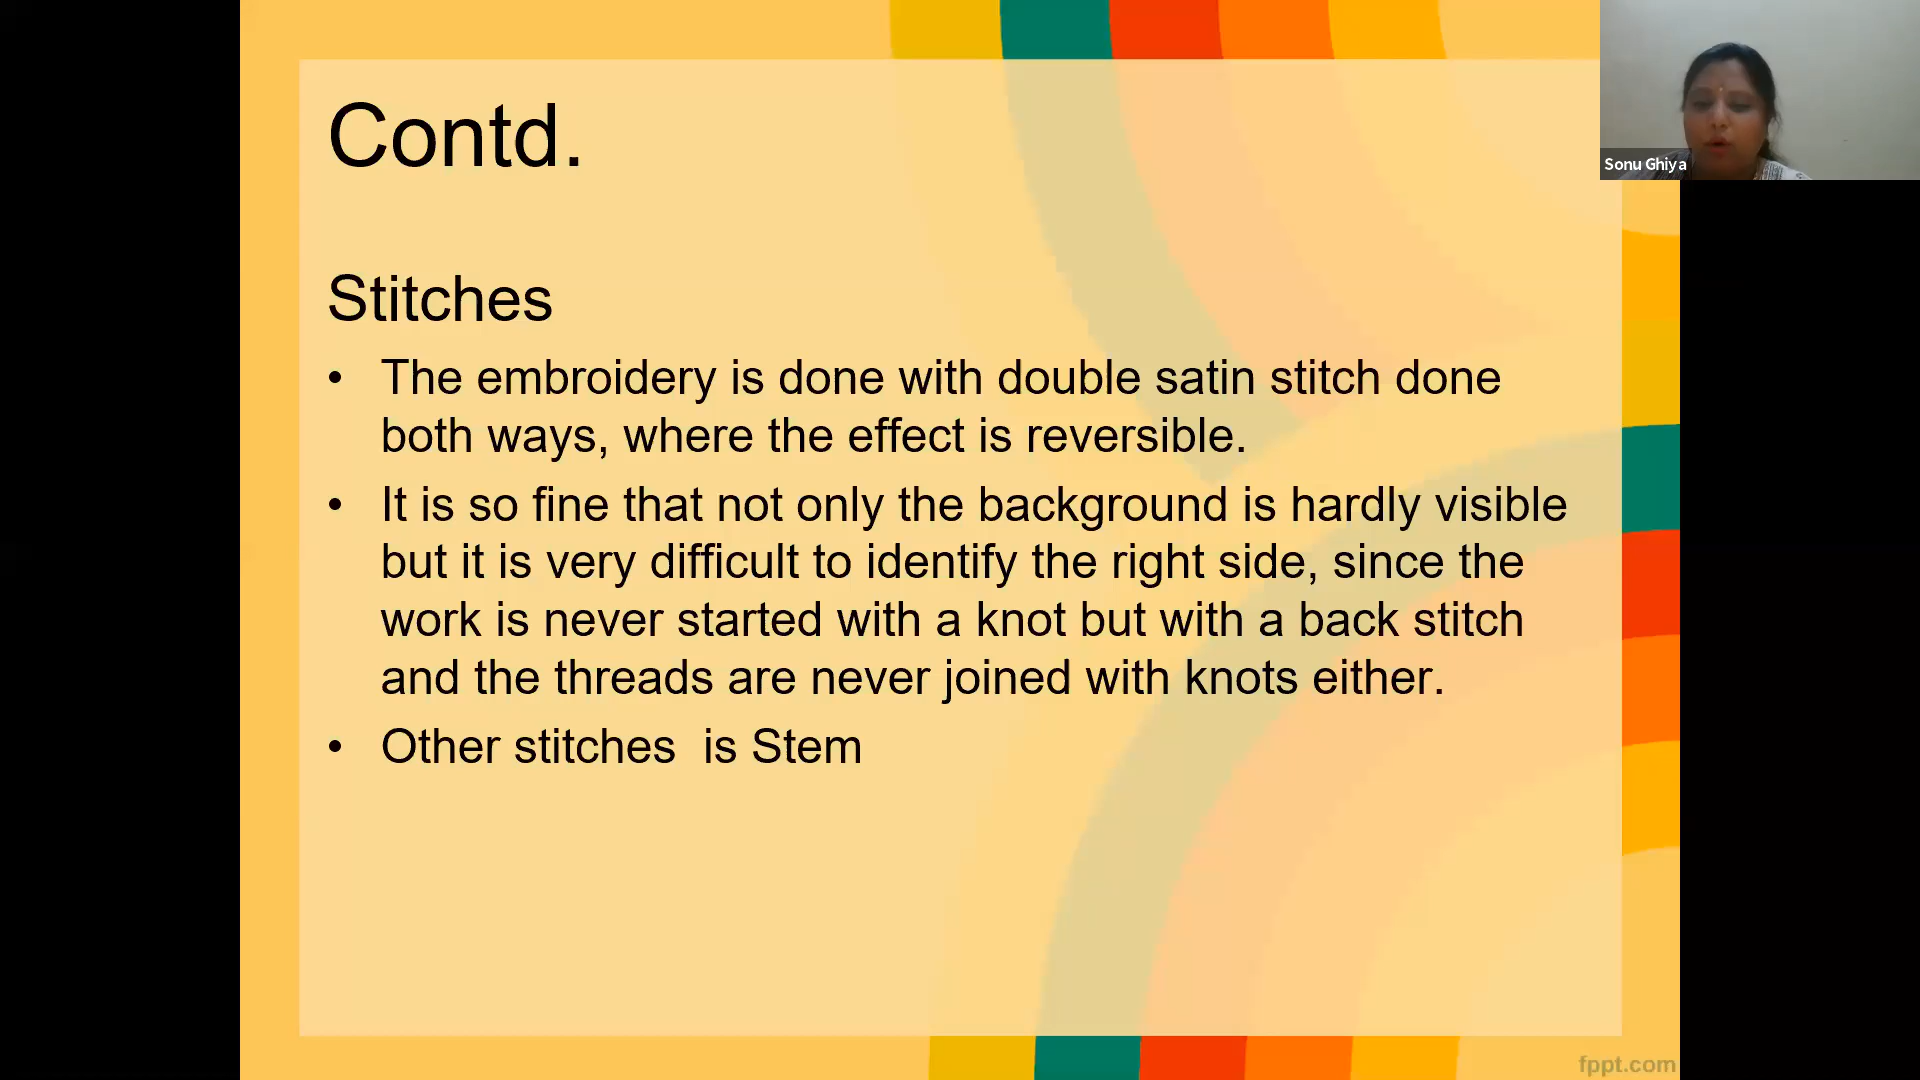 Contd.
Sonu Ghiya
Stitches
• The embroidery is done with double satin stitch done
both ways, where the effect is reversible.
• It is so fine that not only the background is hardly visible
but it is very difficult to identify the right side, since the
work is never started with a knot but with a back stitch
and the threads are never joined with knots either.
• Other stitches  is Stem
fppt.com